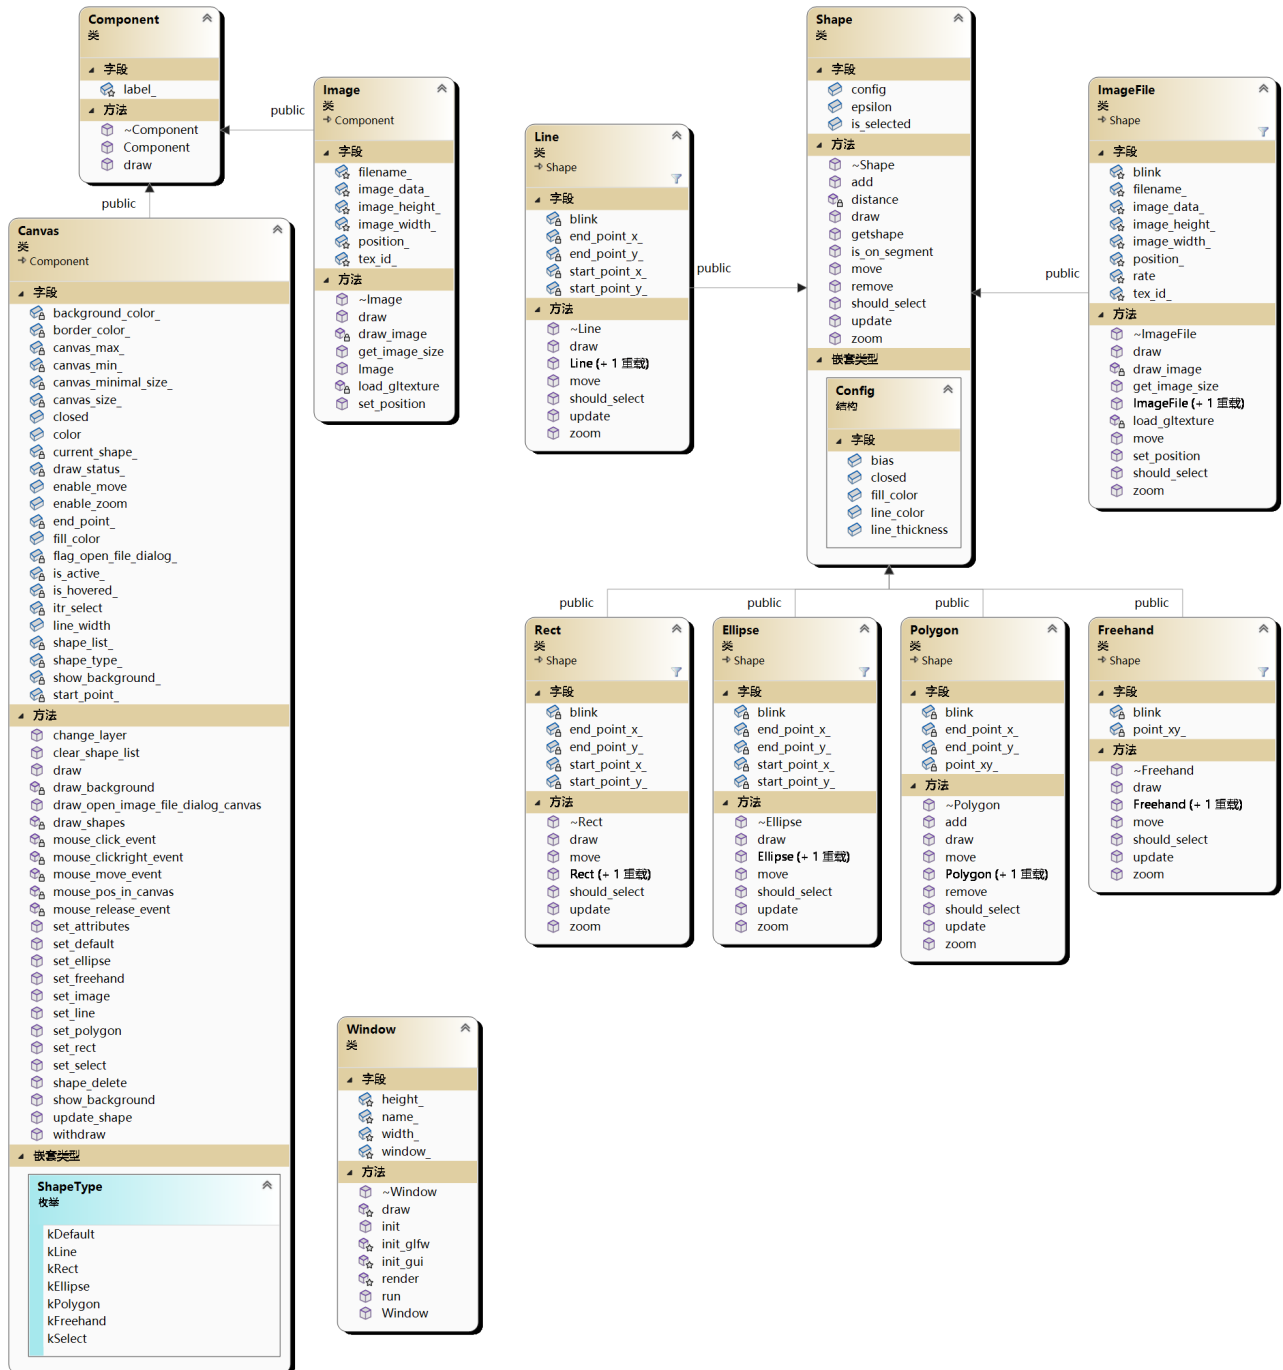 Component
类
字段
label_
方法
~Component
Component
draw
public
public
Image
类
Component
字段
filename_
image_data_
image_height_
image_width_
position_
tex_id_
方法
~Image
draw
draw_image
get_image_size
Image
load_gltexture
set_position
Canvas
类
Component
字段
background_color_
border_color_
canvas_max_
canvas_min_
canvas_minimal_size_
canvas_size_
closed
color
current_shape_
draw_status_
enable_move
enable_zoom
end_point_
fill_color
flag_open_file_dialog_
is_active_
is_hovered_
itr_select
line_width
shape_list_
shape_type_
show_background_
start_point_
方法
change_layer
clear_shape_list
draw
draw_background
draw_open_image_file_dialog_canvas
draw_shapes
mouse_click_event
mouse_clickright_event
mouse_move_event
mouse_pos_in_canvas
mouse_release_event
set_attributes
set_default
set_ellipse
set_freehand
set_image
set_line
set_polygon
set_rect
set_select
shape_delete
show_background
update_shape
withdraw
嵌套类型
ShapeType
枚举
kDefault
kLine
kRect
kEllipse
kPolygon
kFreehand
kSelect
Line
类
Shape
字段
blink
end_point_x_
end_point_y_
start_point_x_
start_point_y_
方法
~Line
draw
Line (+ 1 重载)
move
should_select
update
zoom
public
Shape
类
字段
config
epsilon
is_selected
方法
~Shape
add
distance
draw
getshape
is_on_segment
move
remove
should_select
update
zoom
嵌套类型
Config
结构
字段
bias
closed
fill_color
line_color
line_thickness
public
ImageFile
类
Shape
字段
blink
filename_
image_data_
image_height_
image_width_
position_
rate
tex_id_
方法
~ImageFile
draw
draw_image
get_image_size
ImageFile (+ 1 重载)
load_gltexture
move
set_position
should_select
zoom
public
public
public
public
Rect
类
Shape
字段
blink
end_point_x_
end_point_y_
start_point_x_
start_point_y_
方法
~Rect
draw
move
Rect (+ 1 重载)
should_select
update
zoom
Ellipse
类
Shape
字段
blink
end_point_x_
end_point_y_
start_point_x_
start_point_y_
方法
~Ellipse
draw
Ellipse (+ 1 重载)
move
should_select
update
zoom
Polygon
类
Shape
字段
blink
end_point_x_
end_point_y_
point_xy_
方法
~Polygon
add
draw
move
Polygon (+ 1 重载)
remove
should_select
update
zoom
Freehand
类
Shape
字段
blink
point_xy_
方法
~Freehand
draw
Freehand (+ 1 重载)
move
should_select
update
zoom
Window
类
字段
height_
name_
width_
window_
方法
~Window
draw
init
init_glfw
init_gui
render
run
Window